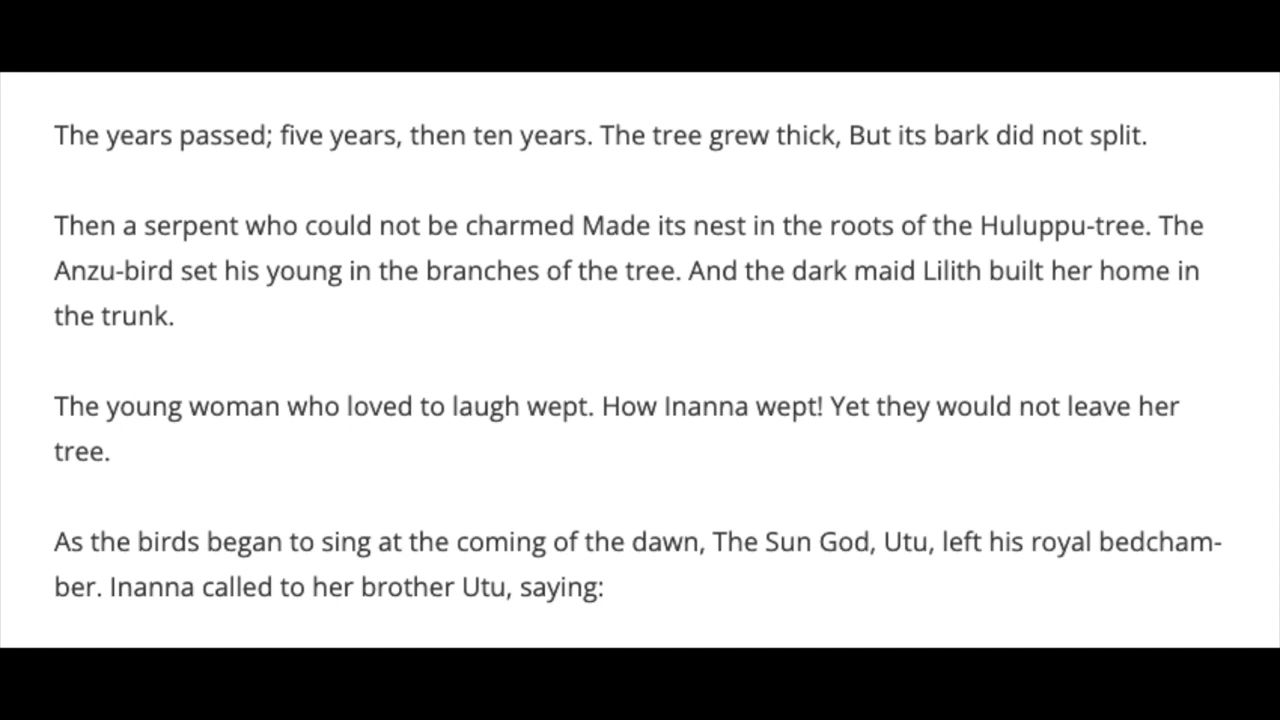 The years passed; five years, then ten years. The tree grew thick, But its bark did not split.
Then a serpent who could not be charmed Made its nest in the roots of the Huluppu-tree. The
Anzu-bird set his young in the branches of the tree. And the dark maid Lilith built her home in
the trunk.
The young woman who loved to laugh wept. How Inanna wept! Yet they would not leave her
tree.
As the birds began to sing at the coming of the dawn, The Sun God, Utu, left his royal bedcham-
ber. Inanna called to her brother Utu, saying: